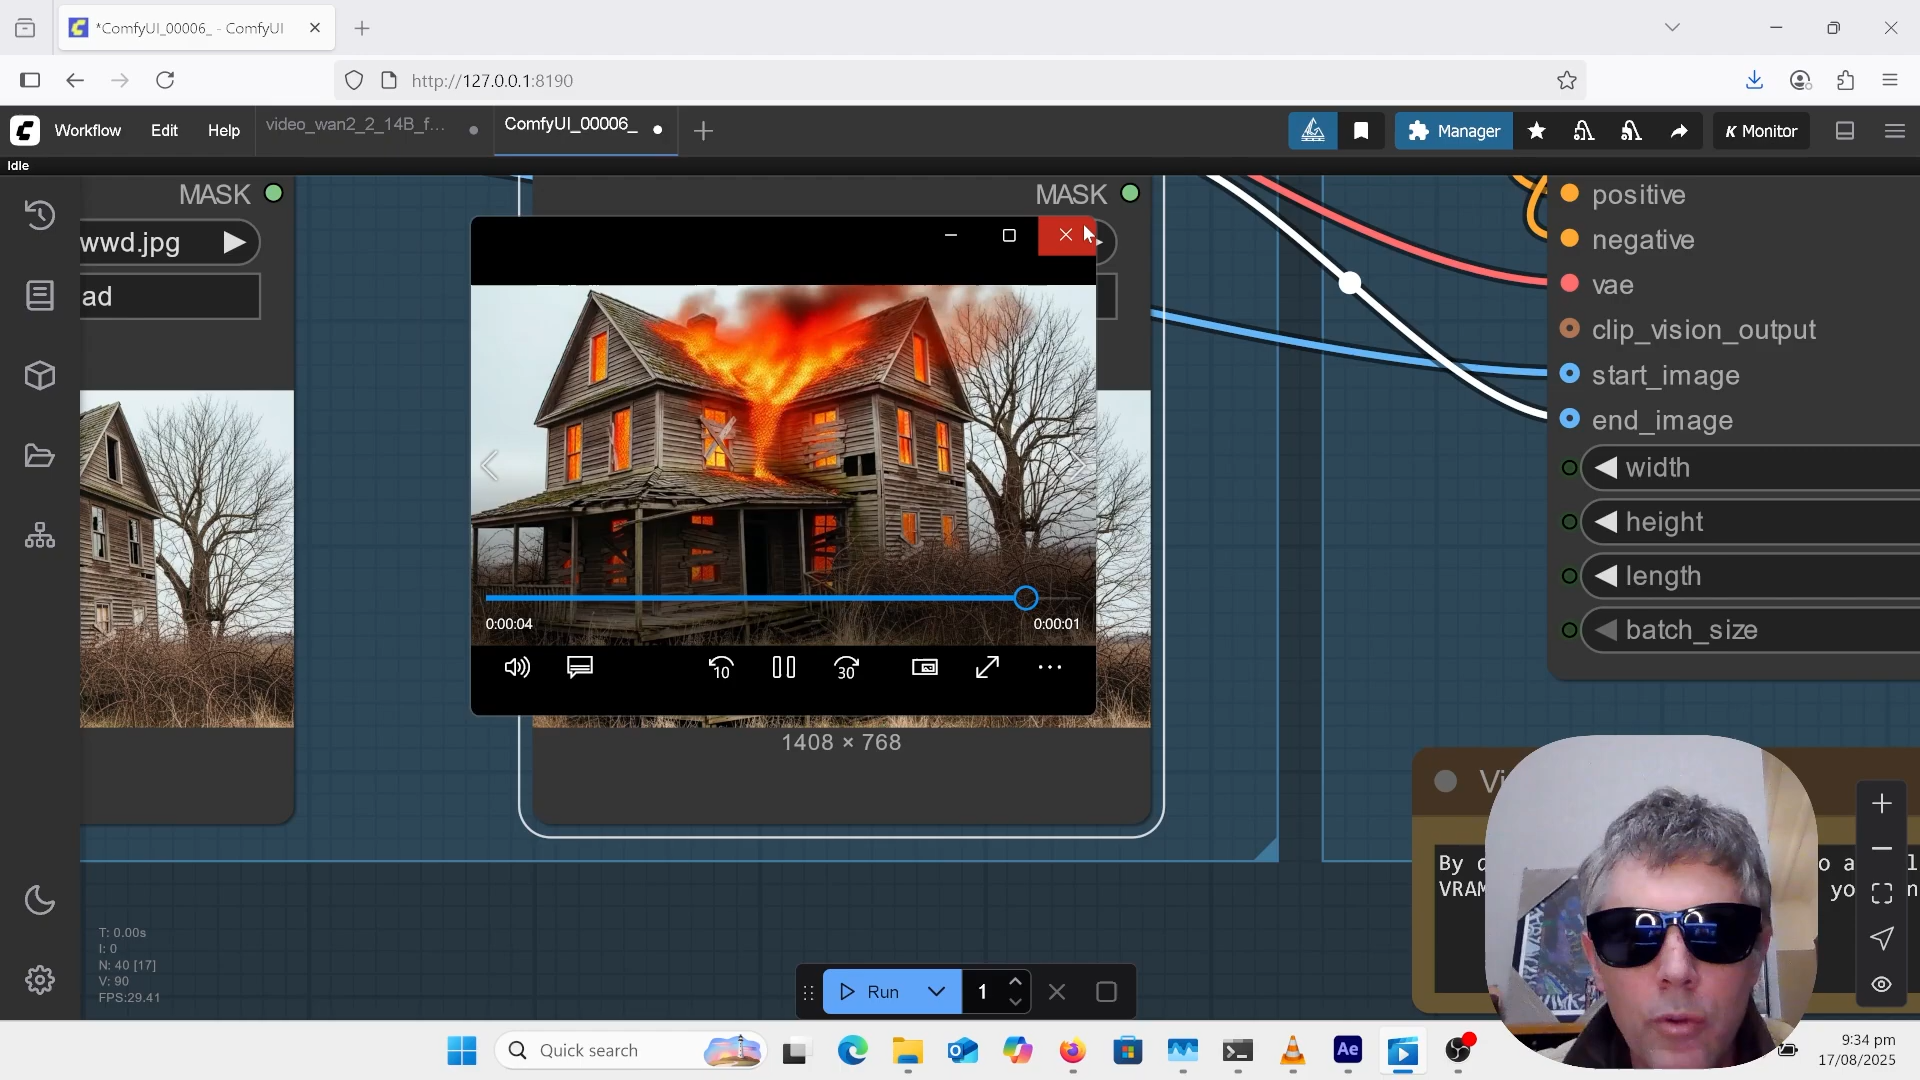 *ComfyUI_00006_ - ComfyUI
http://127.0.0.1:8190
Workflow Edit Help video_wan2_2_14B_f... ComfyUI_00006_ Manager K Monitor
Idle
MASK MASK
wwd.jpg
ad
positive
negative
vae
clip_vision_output
start_image
end_image
width
height
length
batch_size
0:00:04 0:00:01
10 30
1408 × 768
By
VRAM
T: 0.00s
I: 0
N: 40 [17]
V: 90
FPS:29.41
Run 1
Quick search
Ae
9:34 pm
17/08/2025